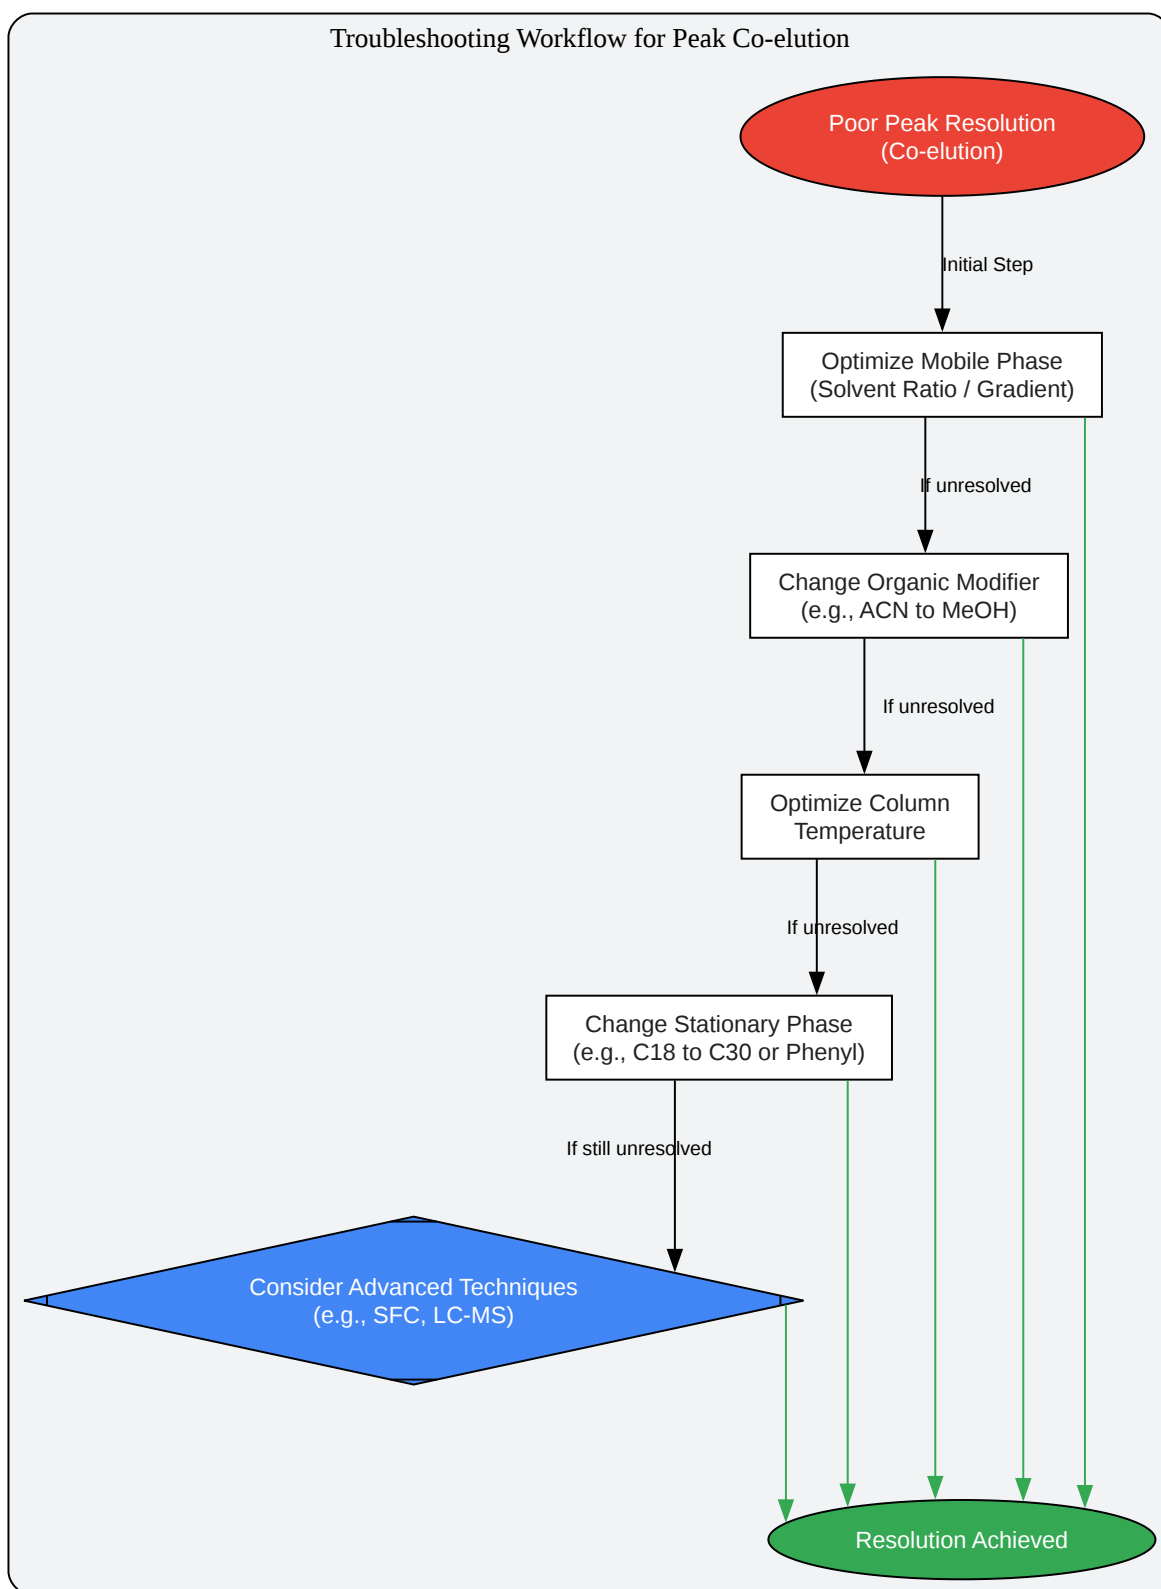 Troubleshooting Workflow for Peak Co-elution
Poor Peak Resolution
(Co-elution)
Initial Step
Optimize Mobile Phase
(Solvent Ratio / Gradient)
If unresolved
Change Organic Modifier
(e.g., ACN to MeOH)
If unresolved
Optimize Column
Temperature
If unresolved
Change Stationary Phase
(e.g., C18 to C30 or Phenyl)
If still unresolved
Consider Advanced Techniques
(e.g., SFC, LC-MS)
Resolution Achieved